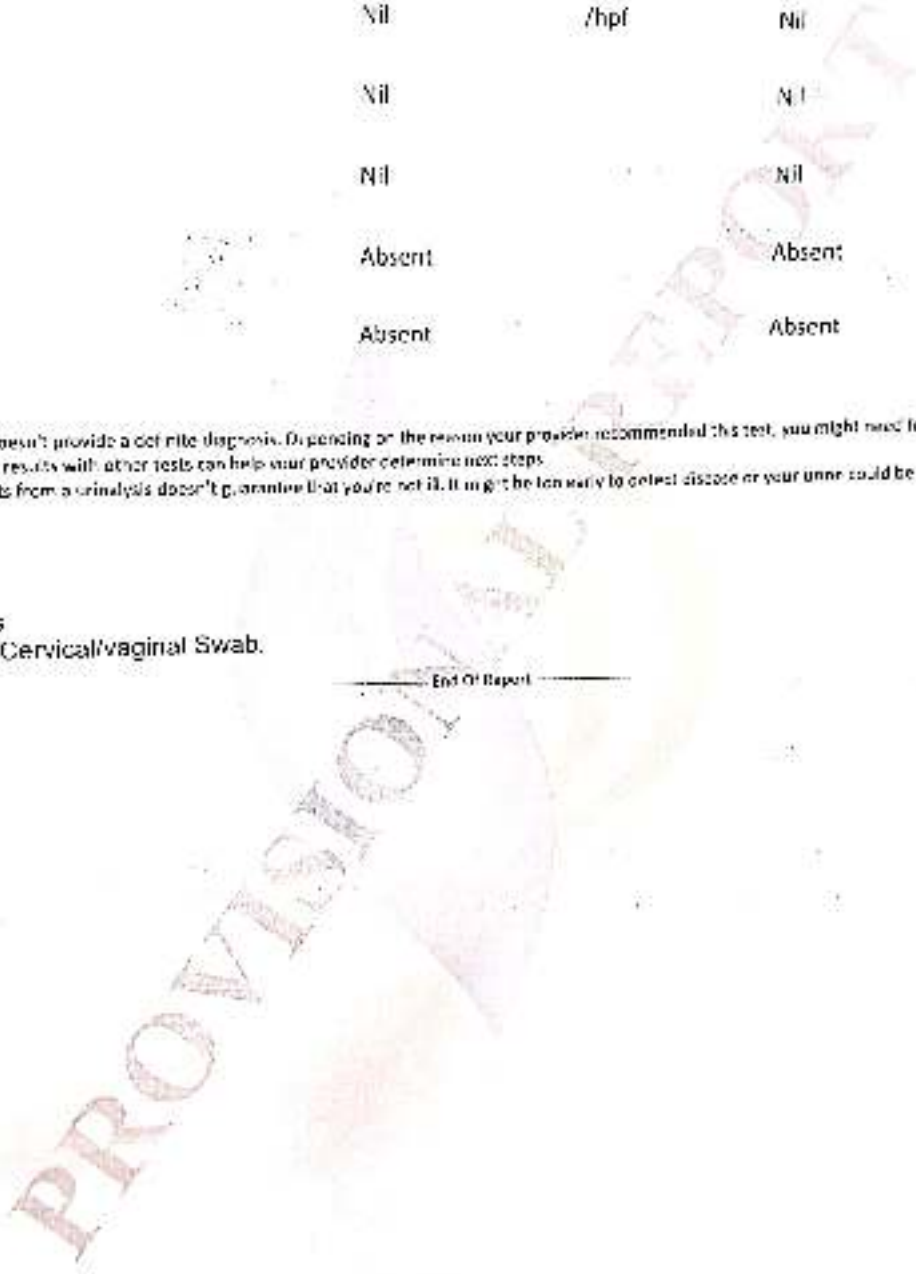 Nil /hpf Nil
Nil Nil
Nil Nil
Absent Absent
Absent Absent
doesn't provide a definite diagnosis. Depending on the reason your provider recommended this test, you might need
results with other tests can help your provider determine next steps
from a urinalysis doesn't guarantee that you're not ill. It might be too early to detect disease or your urine could be
Cervical/vaginal Swab.
End Of Report
PROVISIONAL REPORT